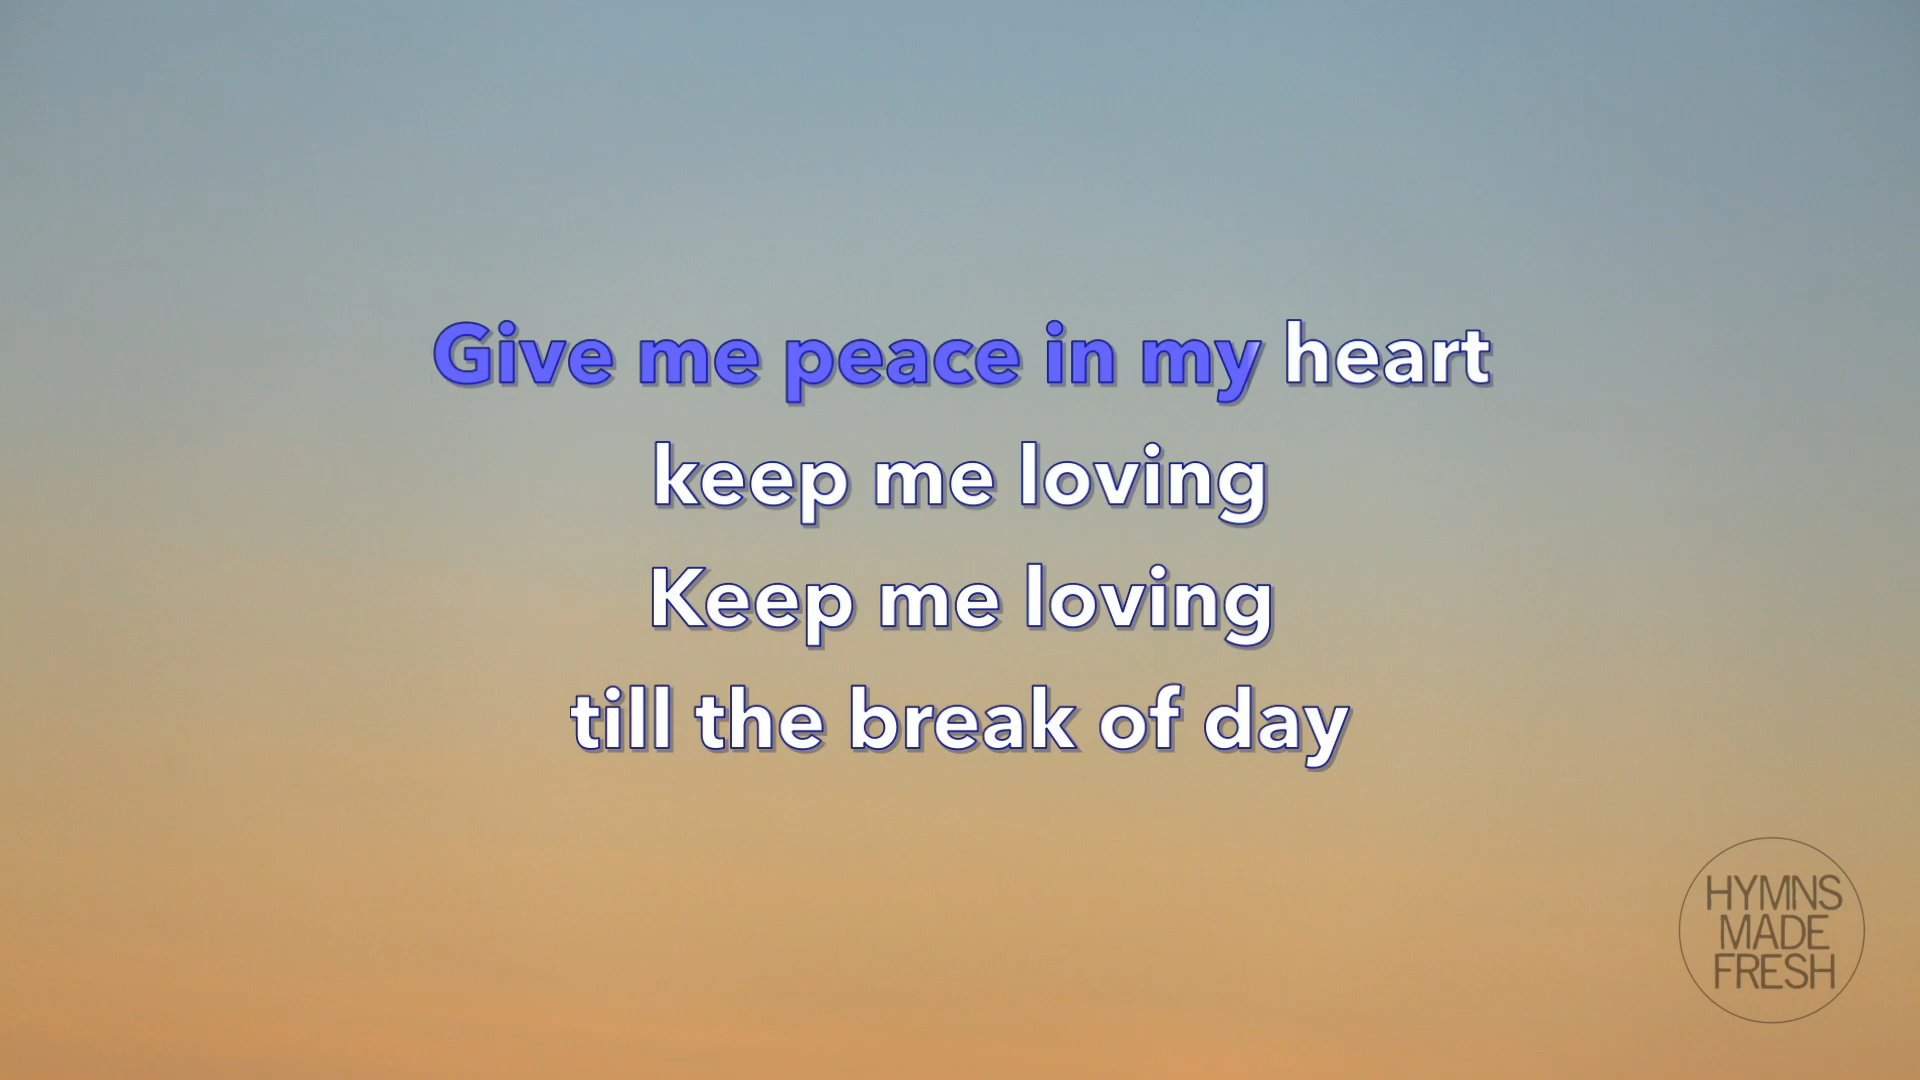 Give me peace in my heart
keep me loving
Keep me loving
till the break of day
HYMNS
MADE
FRESH